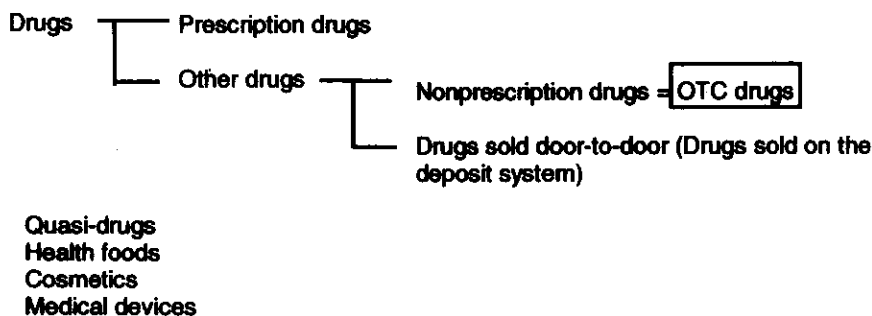 Drugs
Prescription drugs
Other drugs
Nonprescription drugs = OTC drugs
Drugs sold door-to-door (Drugs sold on the
deposit system)
Quasi-drugs
Health foods
Cosmetics
Medical devices